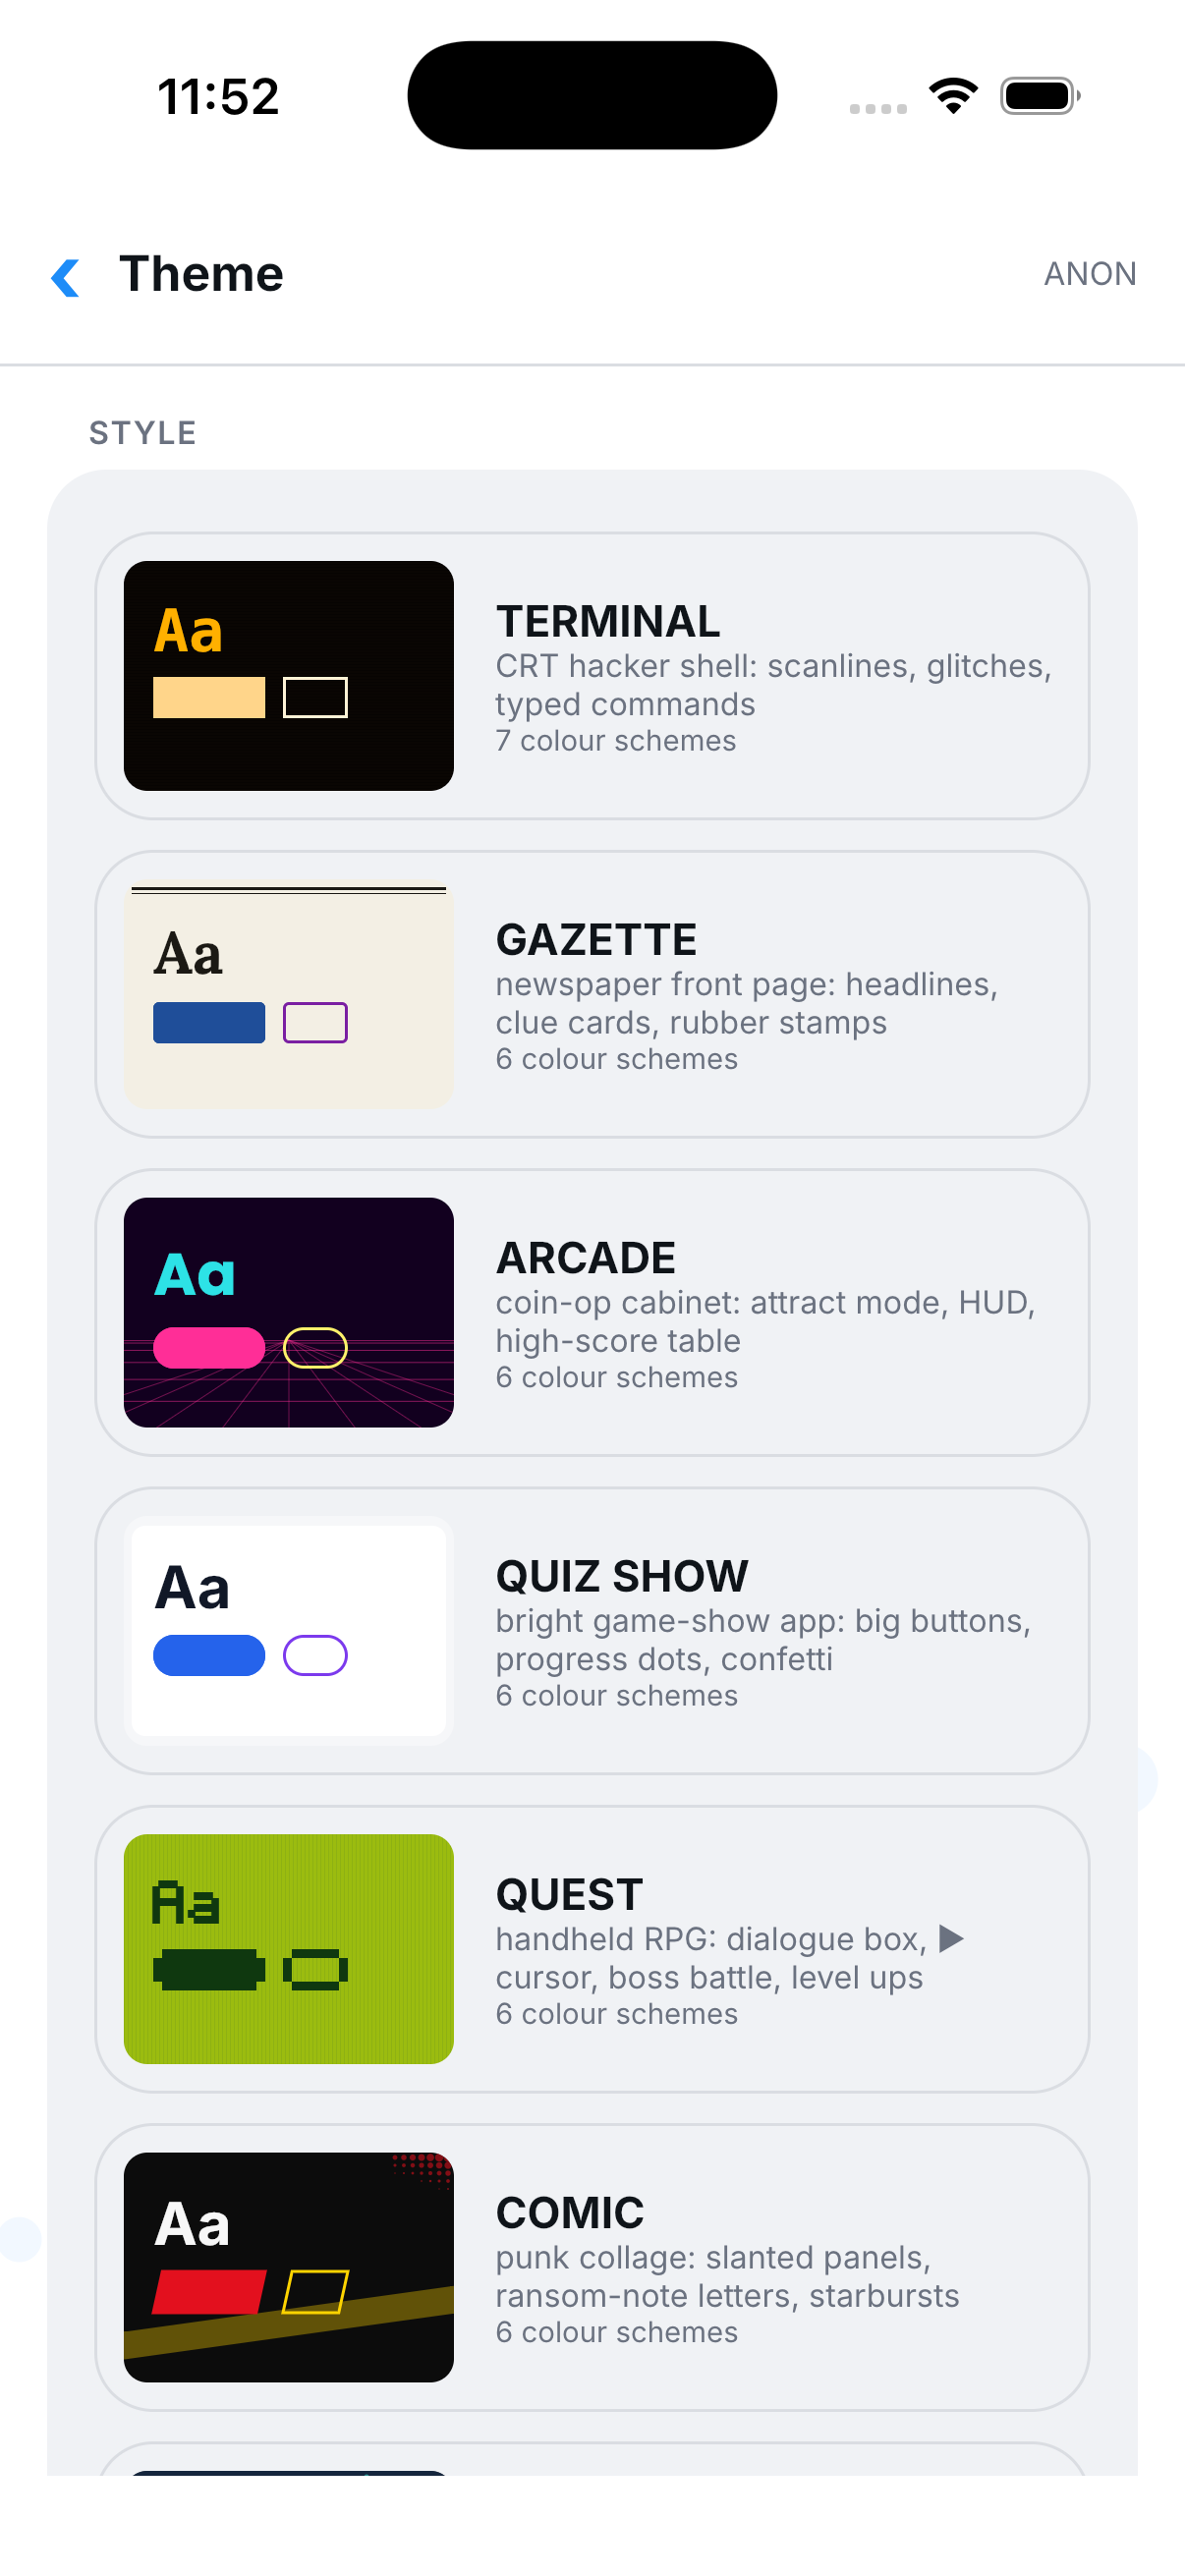 11:52
Theme
ANON
STYLE
Aa
TERMINAL
CRT hacker shell: scanlines, glitches,
typed commands
7 colour schemes
Aa
GAZETTE
newspaper front page: headlines,
clue cards, rubber stamps
6 colour schemes
Aa
ARCADE
coin-op cabinet: attract mode, HUD,
high-score table
6 colour schemes
Aa
QUIZ SHOW
bright game-show app: big buttons,
progress dots, confetti
6 colour schemes
Aa
QUEST
handheld RPG: dialogue box, ▶
cursor, boss battle, level ups
6 colour schemes
Aa
COMIC
punk collage: slanted panels,
ransom-note letters, starbursts
6 colour schemes